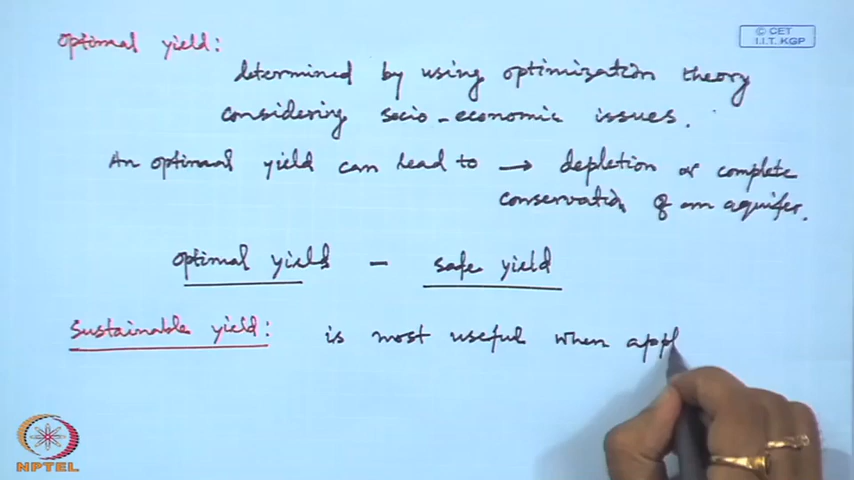 optimal yield:
© CET
I.I.T. KGP
determined by using optimization theory
considering socio-economic issues.
An optimal yield can lead to → depletion or complete
conservation of an aquifer.
optimal yield - safe yield
Sustainable yield: is most useful when appl
NPTEL